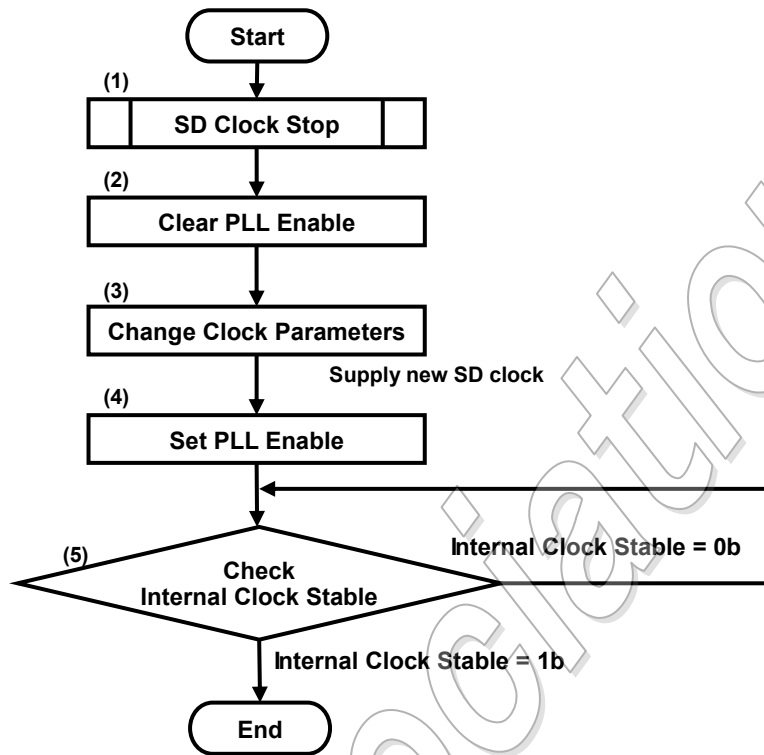 Start
(1)
SD Clock Stop
(2)
Clear PLL Enable
(3)
Change Clock Parameters
Supply new SD clock
(4)
Set PLL Enable
Internal Clock Stable = 0b
(5)
Check
Internal Clock Stable
Internal Clock Stable = 1b
End
ociatio